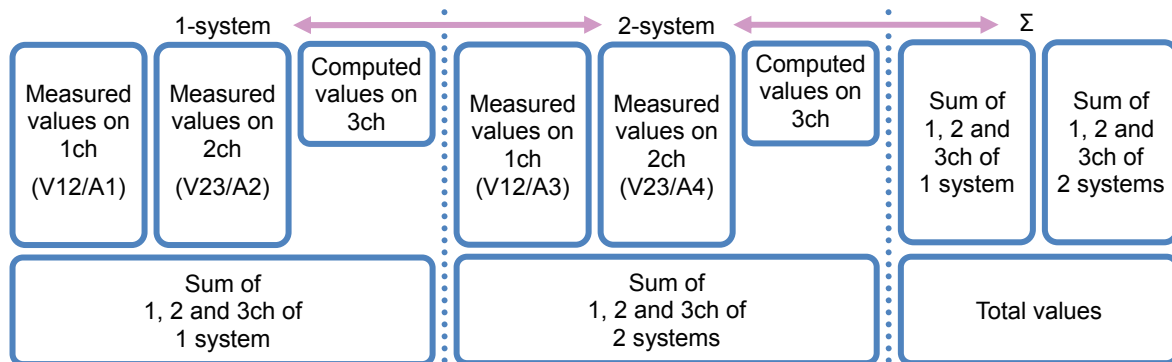 1-system
2-system
Σ
Measured
values on
1ch
(V12/A1)
Measured
values on
2ch
(V23/A2)
Computed
values on
3ch
Measured
values on
1ch
(V12/A3)
Measured
values on
2ch
(V23/A4)
Computed
values on
3ch
Sum of
1, 2 and
3ch of
1 system
Sum of
1, 2 and
3ch of
2 systems
Sum of
1, 2 and 3ch of
1 system
Sum of
1, 2 and 3ch of
2 systems
Total values